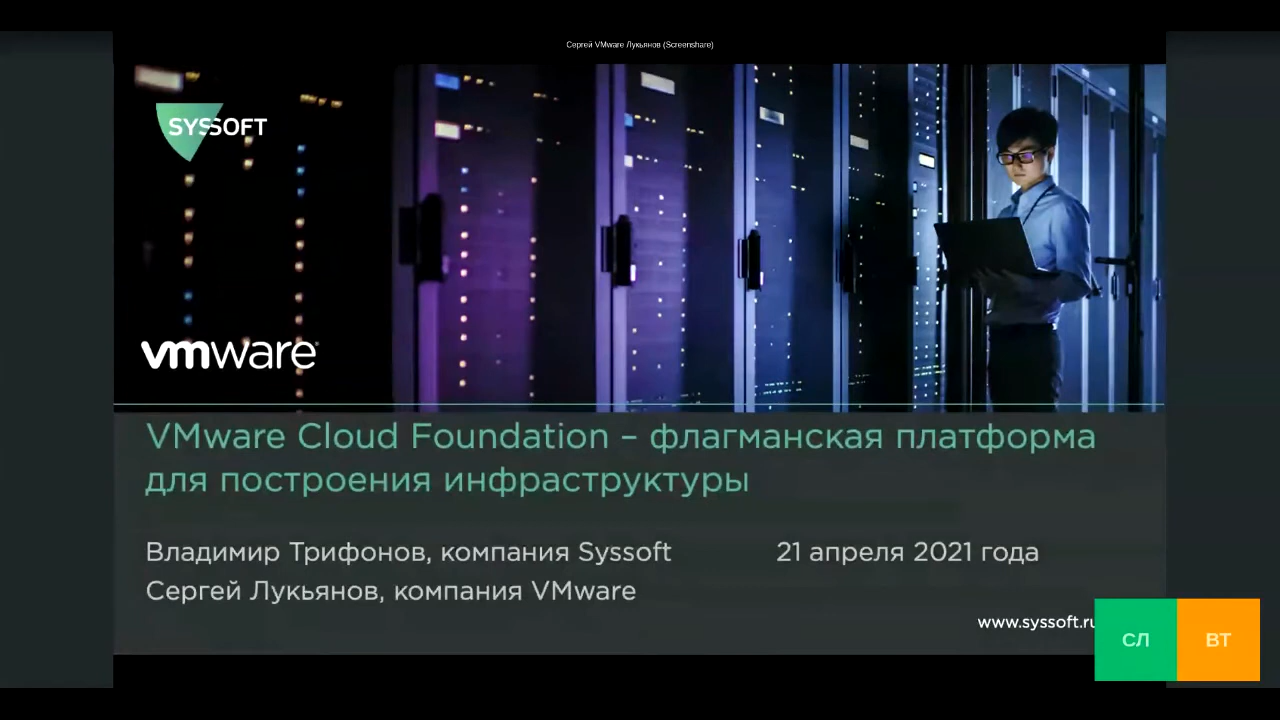 Сергей VMware Лукьянов (Screenshare)
SYSSOFT
vmware
VMware Cloud Foundation – флагманская платформа
для построения инфраструктуры
Владимир Трифонов, компания Syssoft
21 апреля 2021 года
Сергей Лукьянов, компания VMware
www.syssoft.ru
СЛ
ВТ